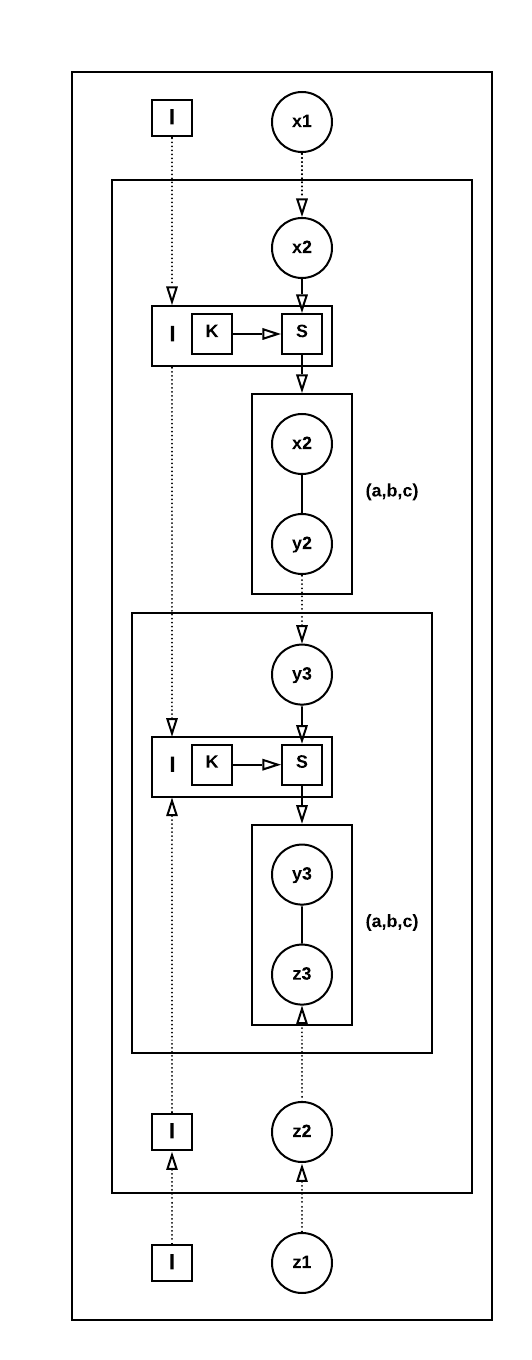 I x1
x2
I K S
x2
(a,b,c)
y2
y3
I K S
y3
(a,b,c)
z3
I z2
I z1